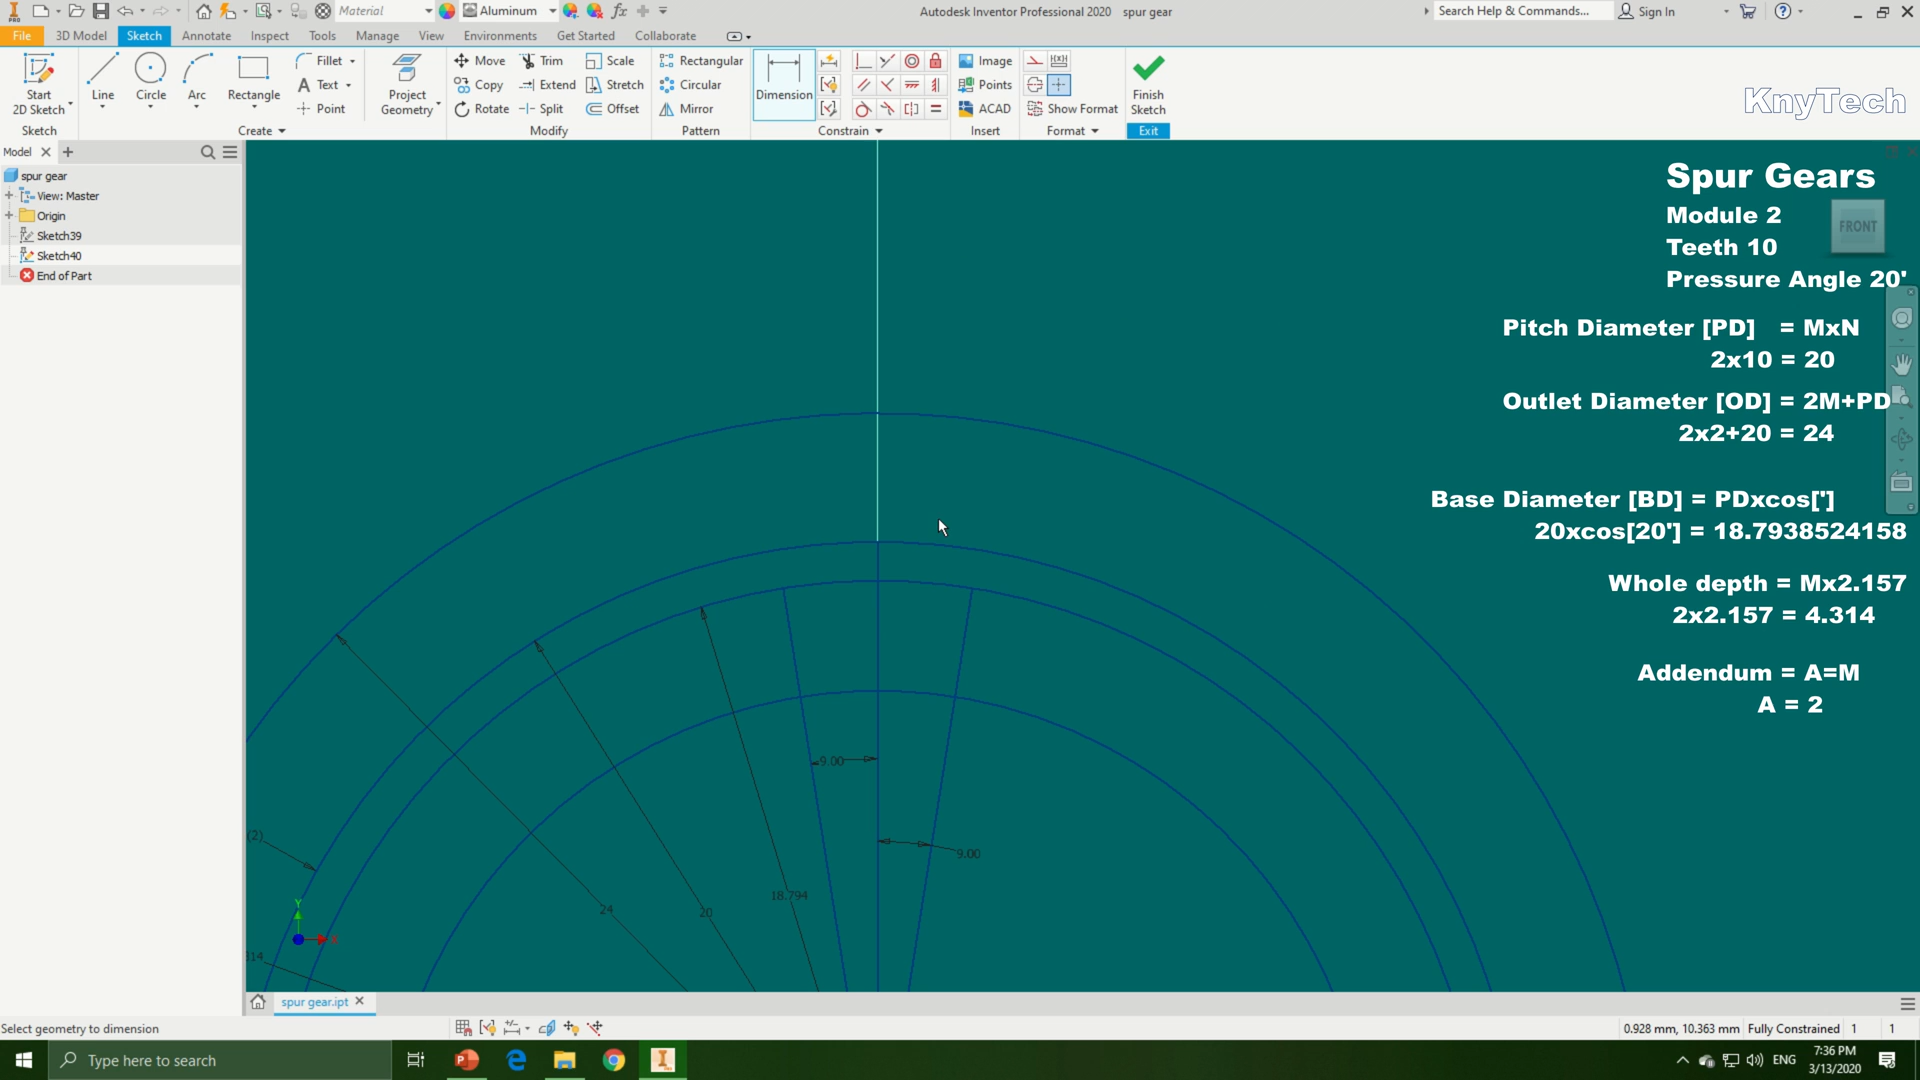 Material
Aluminum
Autodesk Inventor Professional 2020 spur gear
Search Help & Commands...
Sign In
File 3D Model Sketch Annotate Inspect Tools Manage View Environments Get Started Collaborate
Start
2D Sketch
Line
Circle
Arc
Rectangle
Fillet
Text
Point
Project
Geometry
Move
Copy
Rotate
Trim
Extend
Split
Scale
Stretch
Offset
Rectangular
Circular
Mirror
Dimension
Image
Points
ACAD
Show Format
Finish
Sketch
Sketch Create Modify Pattern Constrain Insert Format Exit
KnyTech
Model
spur gear
View: Master
Origin
Sketch39
Sketch40
End of Part
Spur Gears
Module 2
FRONT
Teeth 10
Pressure Angle 20'
Pitch Diameter [PD] = MxN
2x10 = 20
Outlet Diameter [OD] = 2M+PD
2x2+20 = 24
Base Diameter [BD] = PDxcos[']
20xcos[20'] = 18.7938524158
Whole depth = Mx2.157
2x2.157 = 4.314
Addendum = A=M
A = 2
9.00
9.00
(2)
18.794
24
20
314
Y
X
spur gear.ipt
Select geometry to dimension
0.928 mm, 10.363 mm Fully Constrained 1 1
Type here to search
ENG
7:36 PM
3/13/2020